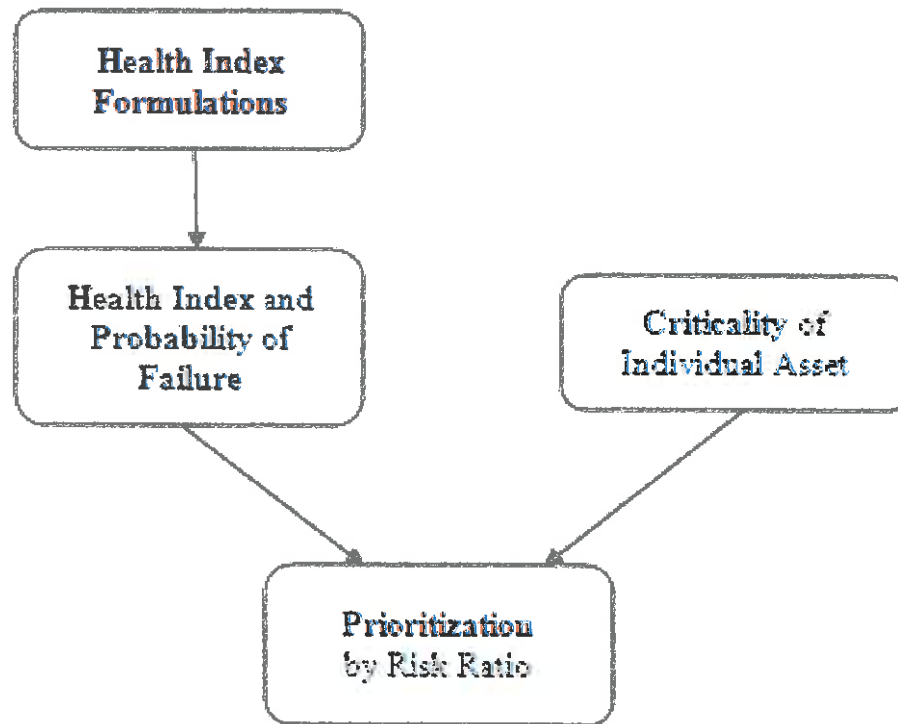 Health Index
Formulations
Health Index and
Probability of
Failure
Criticality of
Individual Asset
Prioritization
by Risk Ratio